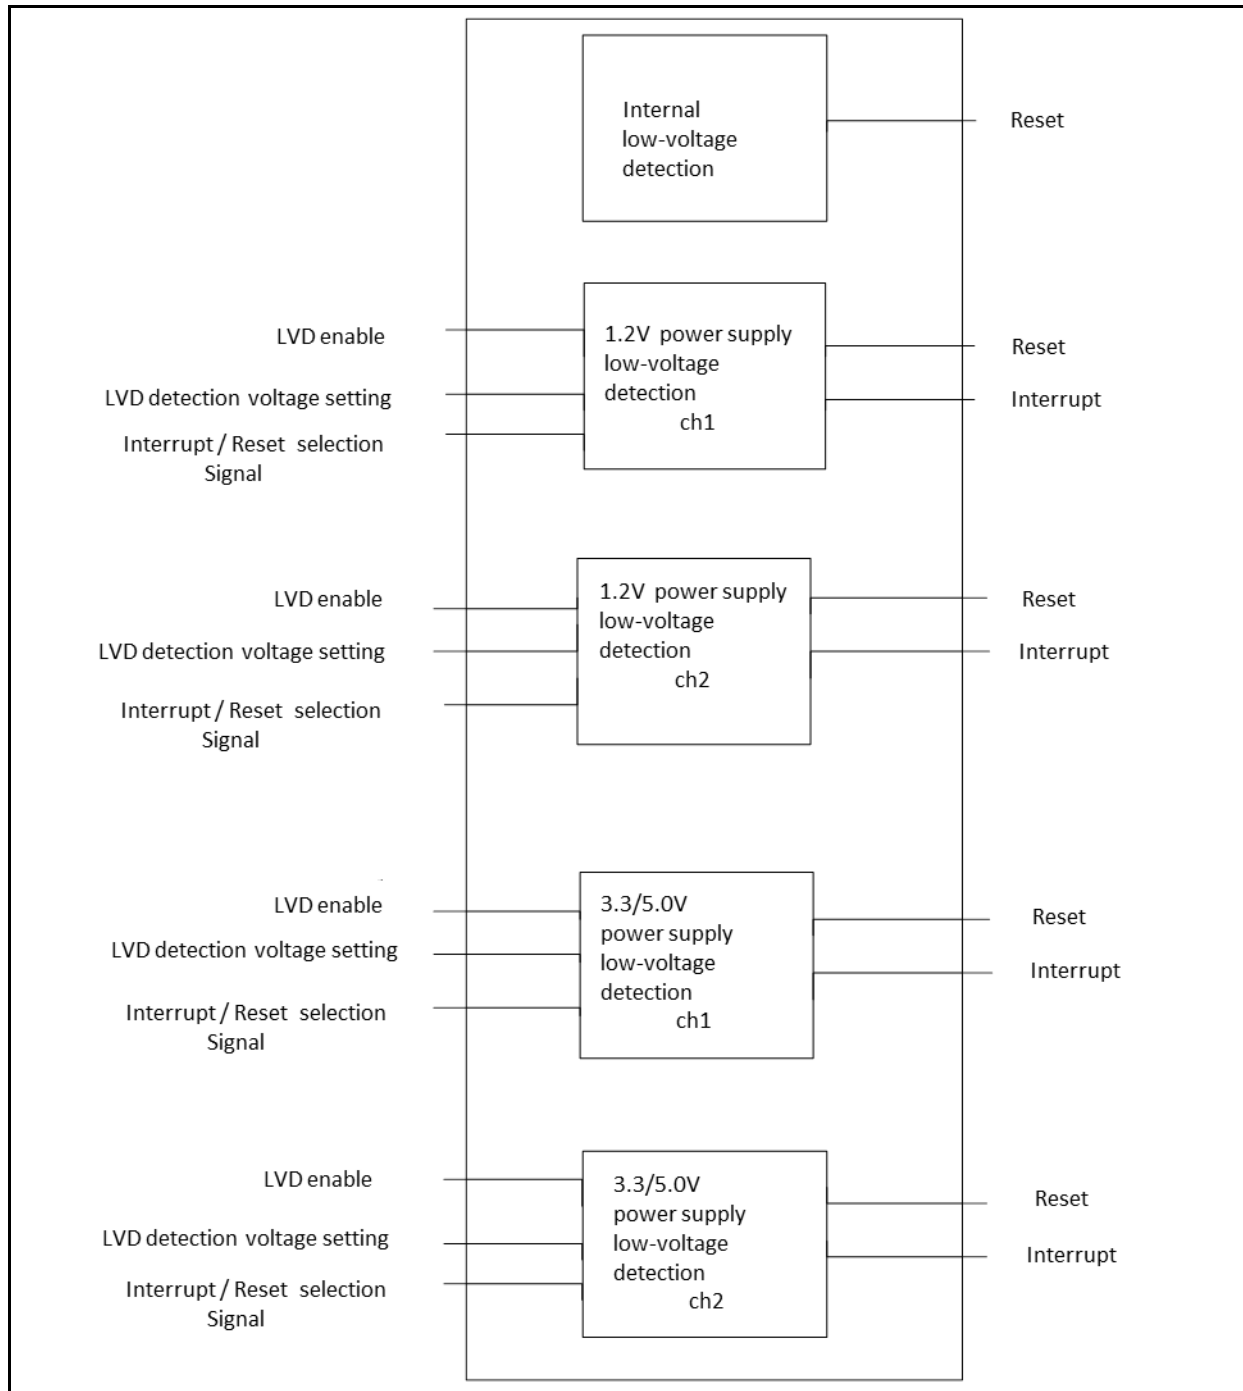 Internal
low-voltage
detection
Reset
LVD enable
LVD detection voltage setting
Interrupt / Reset selection
Signal
1.2V power supply
low-voltage
detection
ch1
Reset
Interrupt
LVD enable
LVD detection voltage setting
Interrupt / Reset selection
Signal
1.2V power supply
low-voltage
detection
ch2
Reset
Interrupt
LVD enable
LVD detection voltage setting
Interrupt / Reset selection
Signal
3.3/5.0V
power supply
low-voltage
detection
ch1
Reset
Interrupt
LVD enable
LVD detection voltage setting
Interrupt / Reset selection
Signal
3.3/5.0V
power supply
low-voltage
detection
ch2
Reset
Interrupt